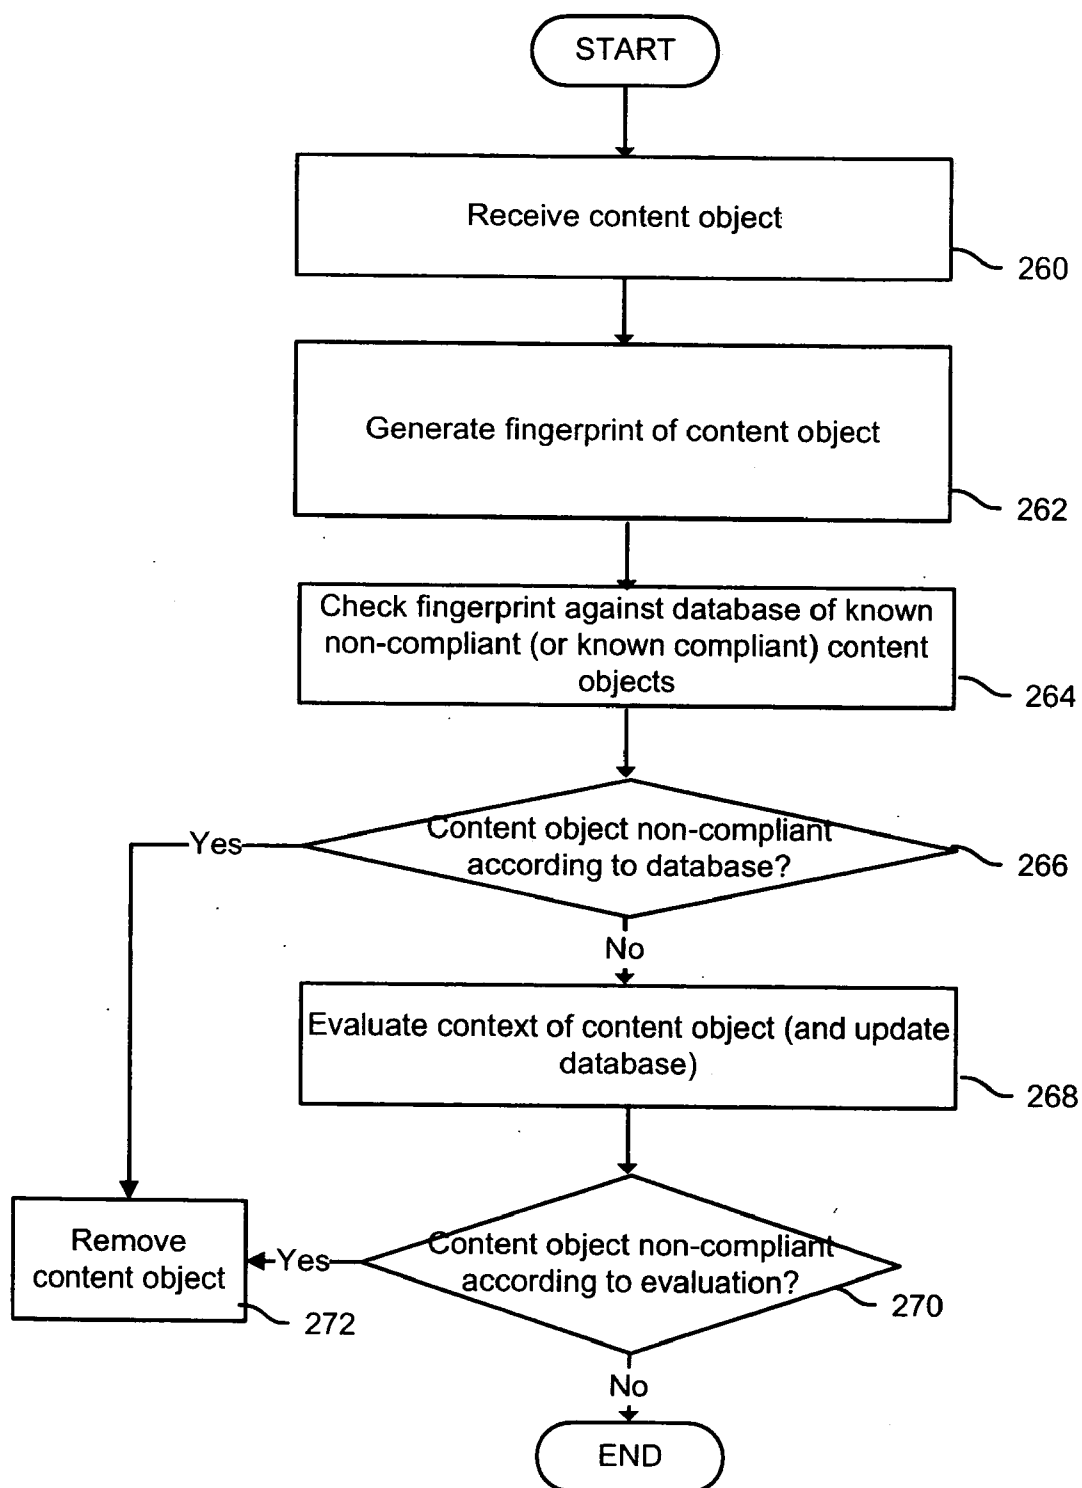 START
Receive content object
260
Generate fingerprint of content object
262
Check fingerprint against database of known
non-compliant (or known compliant) content
objects
264
Content object non-compliant
according to database?
266
Yes
No
Evaluate context of content object (and update
database)
268
Content object non-compliant
according to evaluation?
270
Yes
Remove
content object
272
No
END